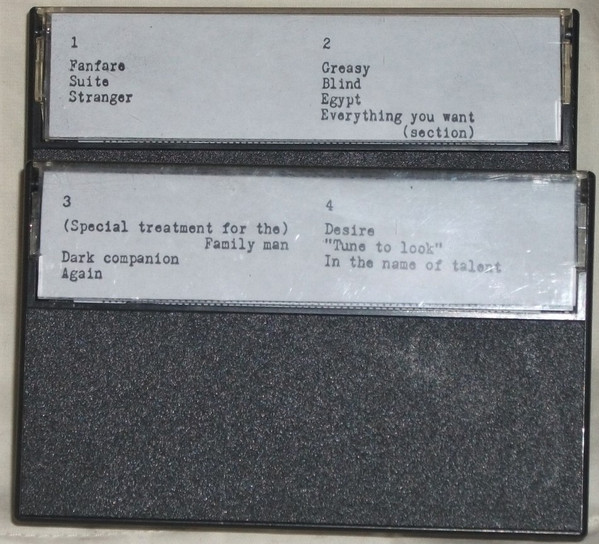 1
Fanfare
Suite
Stranger
2
Greasy
Blind
Egypt
Everything you want
(section)
3
(Special treatment for the)
Family man
Dark companion
Again
4
Desire
"Tune to look"
In the name of talent